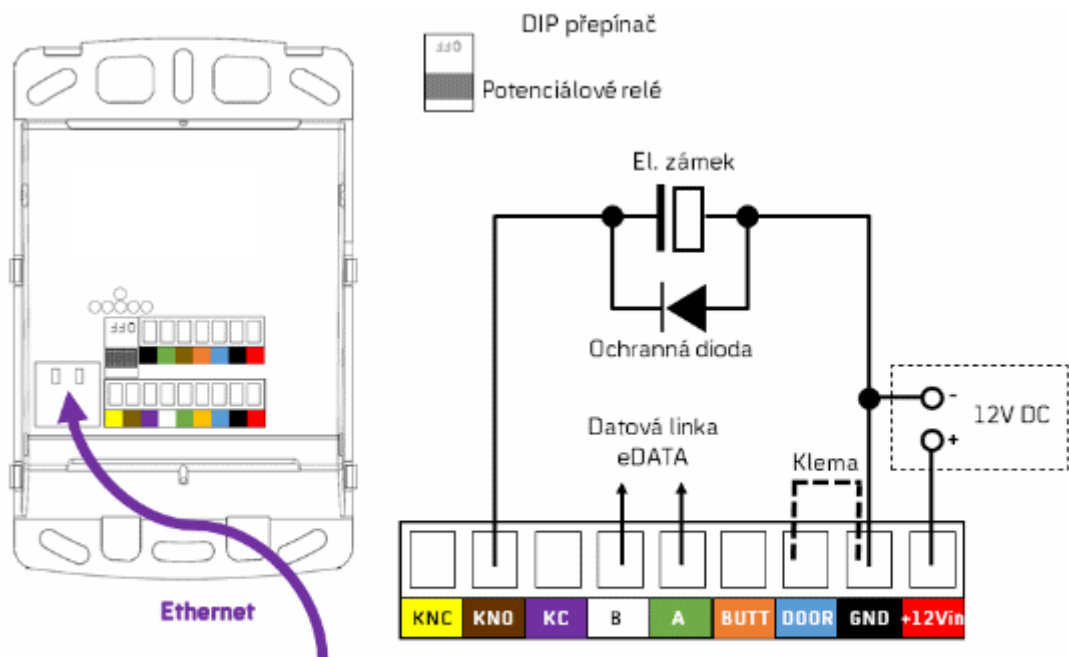 DIP přepínač
OFF
Potenciálové relé
El. zámek
Ochranná dioda
OFF
Datová linka
eDATA
Klema
-
+
12V DC
Ethernet
KNC KNO KC B A BUTT DOOR GND +12Vin